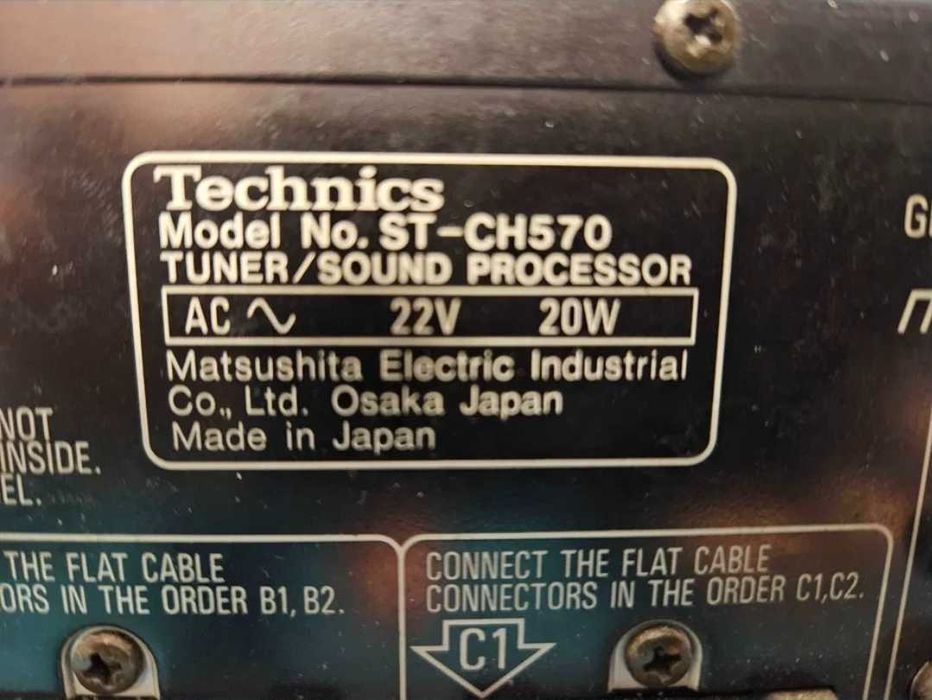 Technics
Model No. ST-CH570
TUNER/SOUND PROCESSOR
AC ∿ 22V 20W
Matsushita Electric Industrial
Co., Ltd. Osaka Japan
Made in Japan
NOT
INSIDE.
EL.
THE FLAT CABLE
ORS IN THE ORDER B1, B2.
CONNECT THE FLAT CABLE
CONNECTORS IN THE ORDER C1,C2.
C1